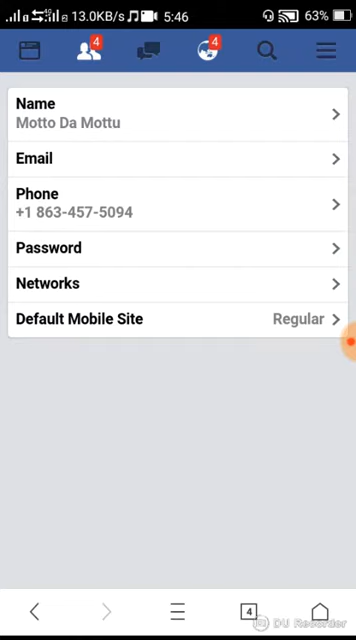 4G 13.0KB/s 5:46 63%
4 4
Name
Motto Da Mottu
Email
Phone
+1 863-457-5094
Password
Networks
Default Mobile Site Regular
4
DU Recorder